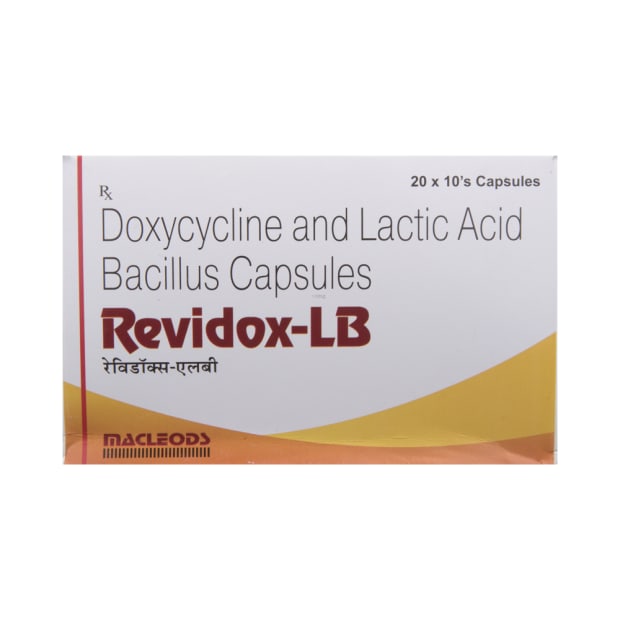 20 x 10's Capsules
Rx
Doxycycline and Lactic Acid
Bacillus Capsules
Revidox-LB
रेविडॉक्स-एलबी
MACLEODS